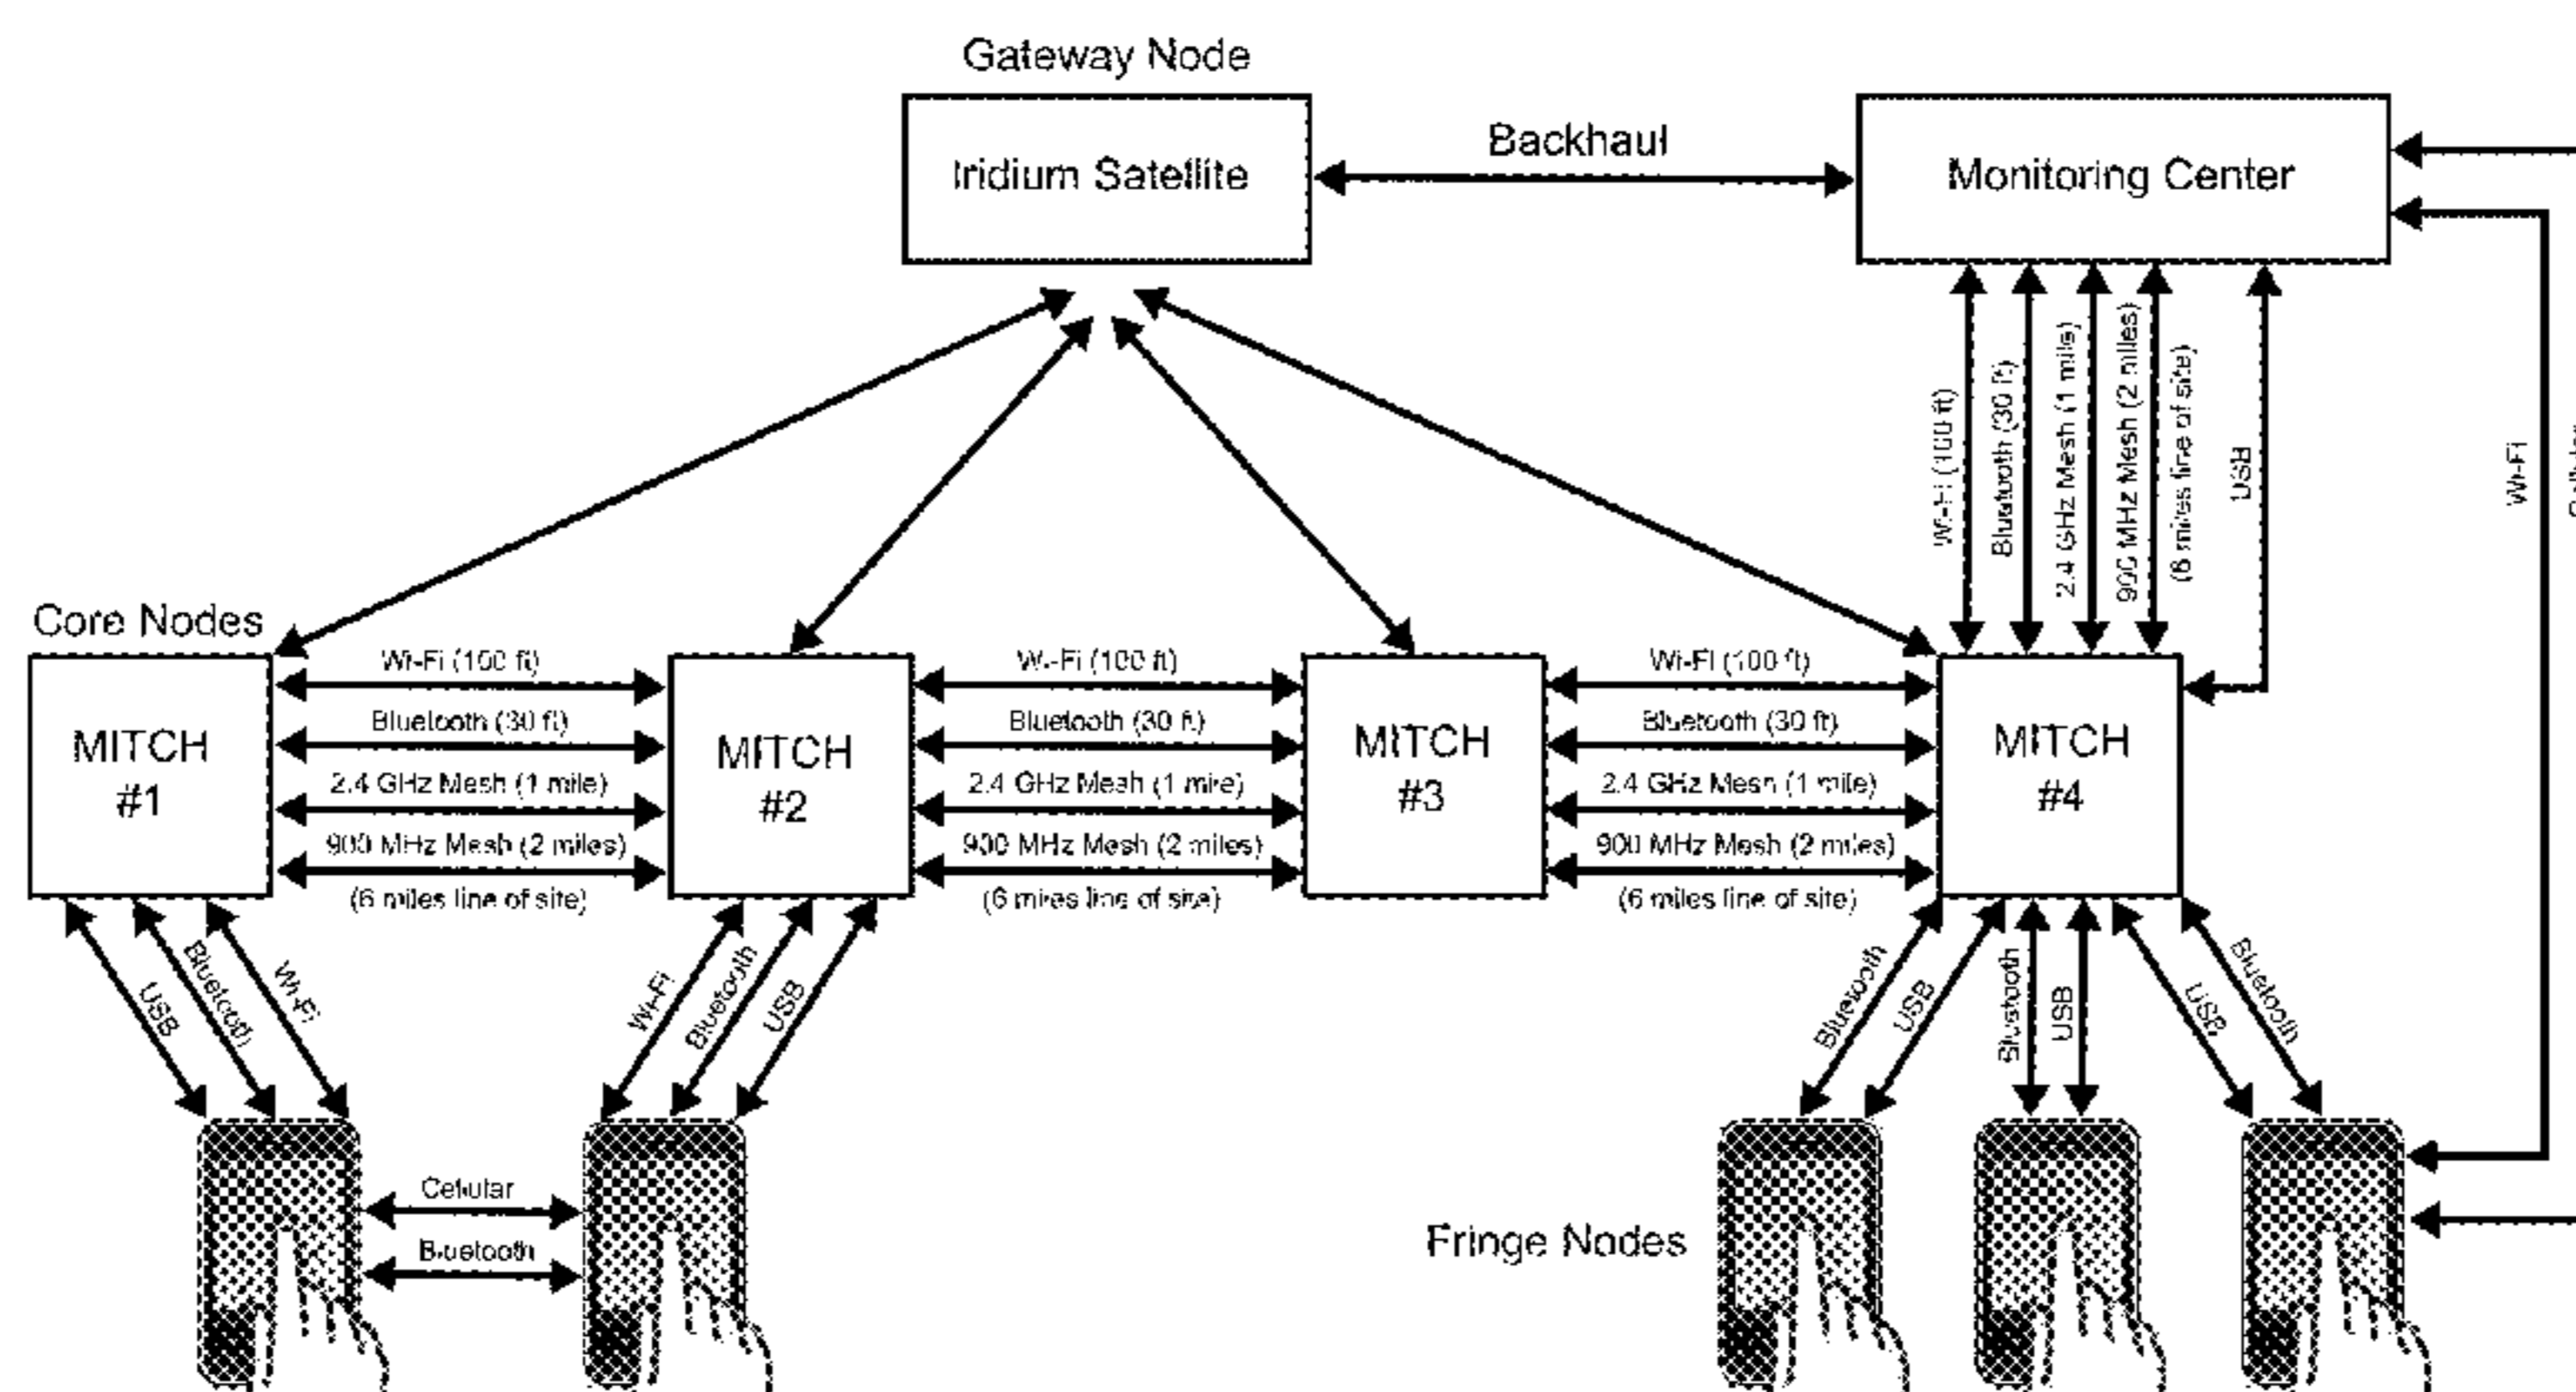 Gateway Node
Iridium Satellite
Backhaul
Monitoring Center
Wi-Fi (100 ft)
Bluetooth (30 ft)
2.4 GHz Mesh (1 mile)
900 MHz Mesh (2 miles)
(6 miles line of site)
USB
Wi-Fi
Core Nodes
MITCH
#1
Wi-Fi (100 ft)
Bluetooth (30 ft)
2.4 GHz Mesh (1 mile)
900 MHz Mesh (2 miles)
(6 miles line of site)
MITCH
#2
Wi-Fi (100 ft)
Bluetooth (30 ft)
2.4 GHz Mesh (1 mile)
900 MHz Mesh (2 miles)
(6 miles line of site)
MITCH
#3
Wi-Fi (100 ft)
Bluetooth (30 ft)
2.4 GHz Mesh (1 mile)
900 MHz Mesh (2 miles)
(6 miles line of site)
MITCH
#4
USB
Bluetooth
Wi-Fi
Wi-Fi
Bluetooth
USB
Bluetooth
USB
Bluetooth
USB
USB
Bluetooth
Cellular
Bluetooth
Fringe Nodes